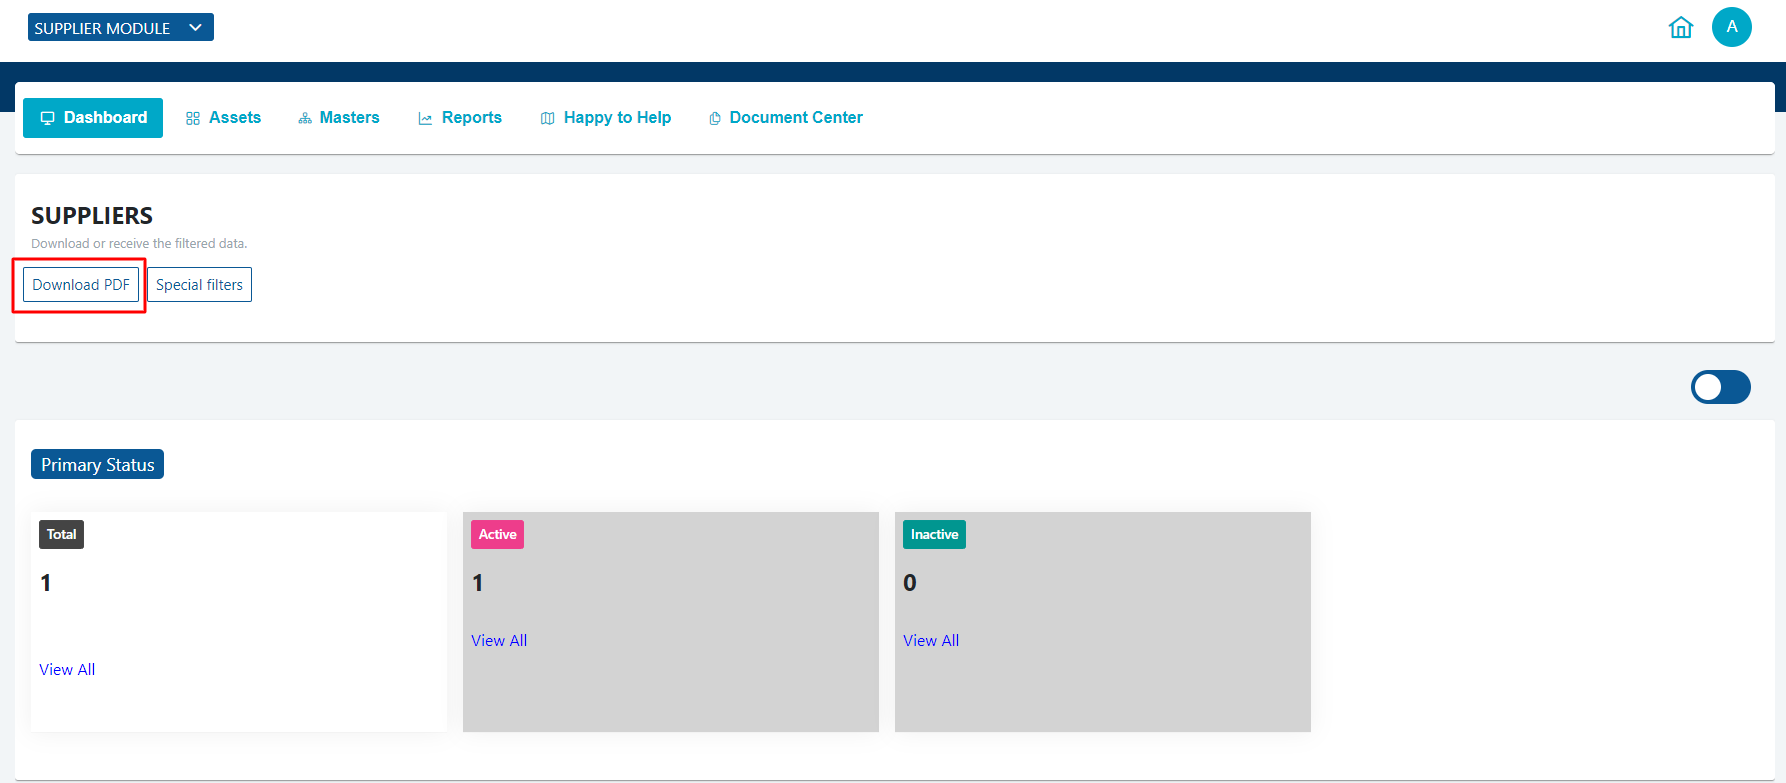 SUPPLIER MODULE
A
Dashboard Assets Masters Reports Happy to Help Document Center
SUPPLIERS
Download or receive the filtered data.
Download PDF Special filters
Primary Status
Total Active Inactive
1 1 0
View All View All
View All